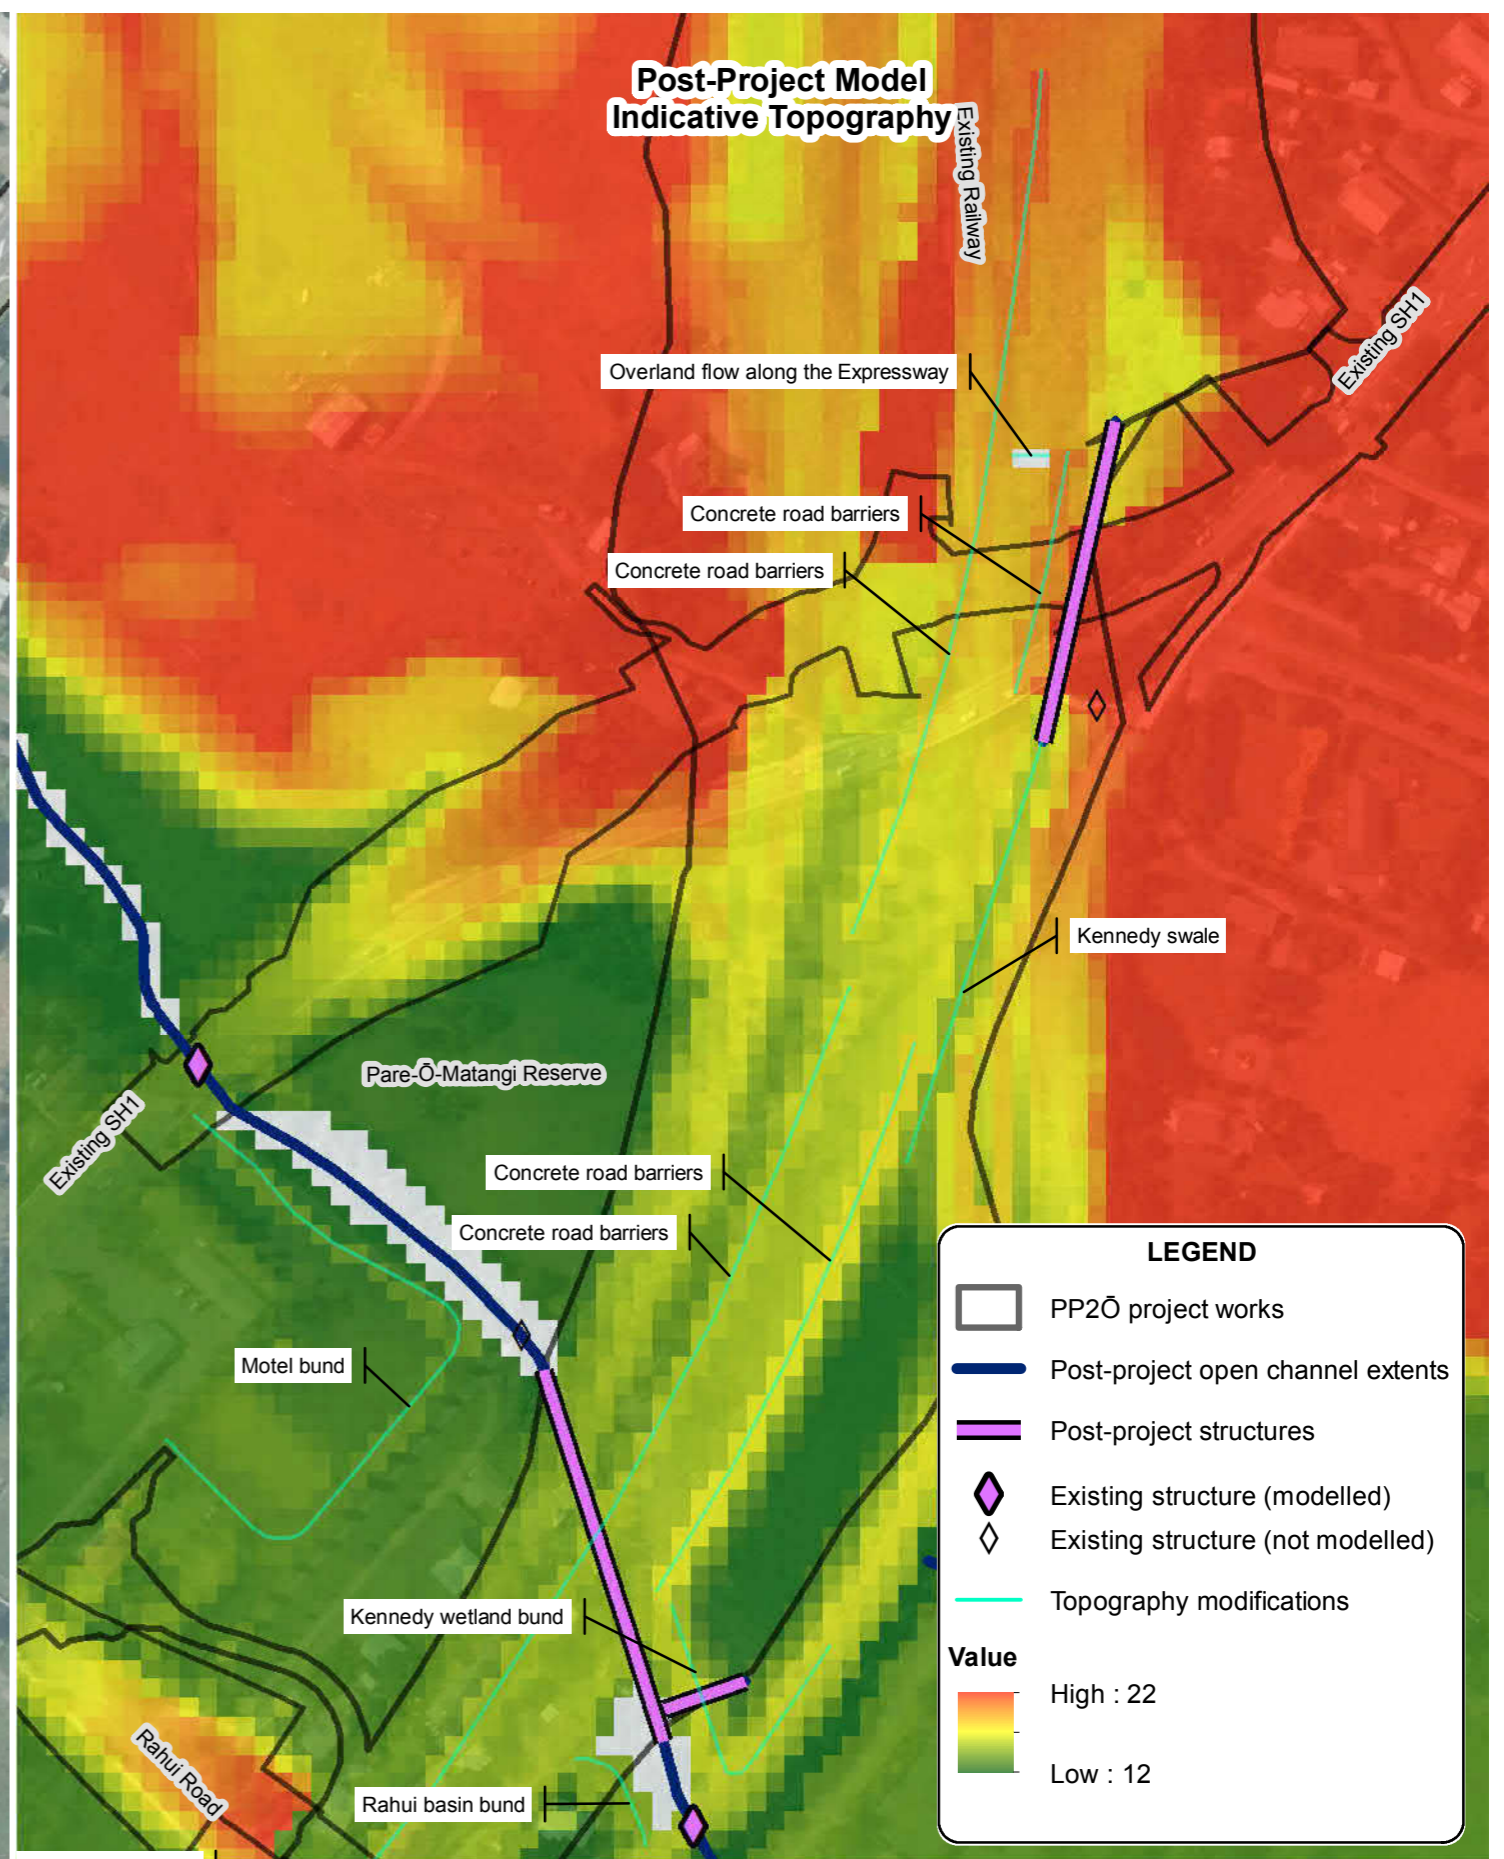 Post-Project Model
Indicative Topography
Existing Railway
Existing SH1
Overland flow along the Expressway
Concrete road barriers
Concrete road barriers
Kennedy swale
Pare-Ō-Matangi Reserve
Existing SH1
Concrete road barriers
Concrete road barriers
Motel bund
Kennedy wetland bund
Rahui Road
Rahui basin bund
LEGEND
PP2Ō project works
Post-project open channel extents
Post-project structures
Existing structure (modelled)
Existing structure (not modelled)
Topography modifications
Value
High : 22
Low : 12